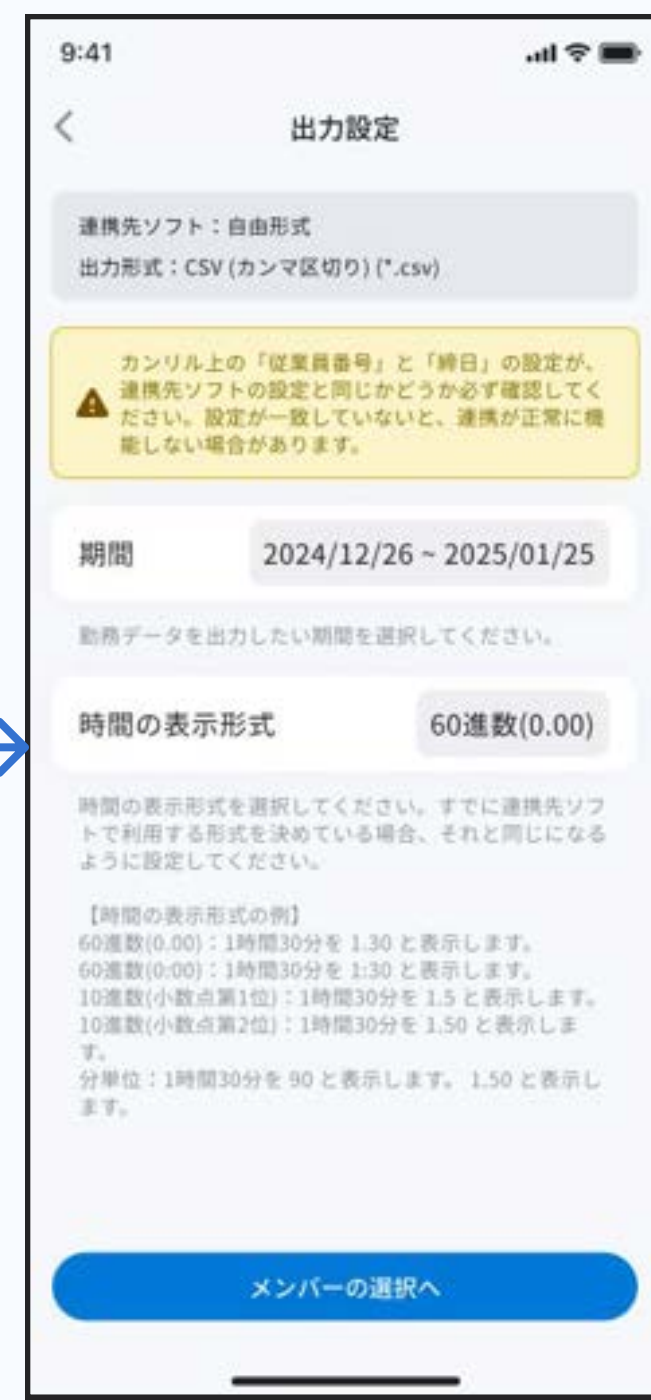 9:41
出力設定
連携先ソフト：自由形式
出力形式：CSV (カンマ区切り) (*.csv)
カンリル上の「従業員番号」と「締日」の設定が、
連携先ソフトの設定と同じかどうか必ず確認してく
ださい。設定が一致していないと、連携が正常に機
能しない場合があります。
期間 2024/12/26 ~ 2025/01/25
勤務データを出力したい期間を選択してください。
時間の表示形式 60進数(0.00)
時間の表示形式を選択してください。すでに連携先ソフ
トで利用する形式を決めている場合、それと同じになる
ように設定してください。
【時間の表示形式の例】
60進数(0.00)：1時間30分を 1.30 と表示します。
60進数(0:00)：1時間30分を 1:30 と表示します。
10進数(小数点第1位)：1時間30分を 1.5 と表示します。
10進数(小数点第2位)：1時間30分を 1.50 と表示しま
す。
分単位：1時間30分を 90 と表示します。 1.50 と表示し
ます。
メンバーの選択へ